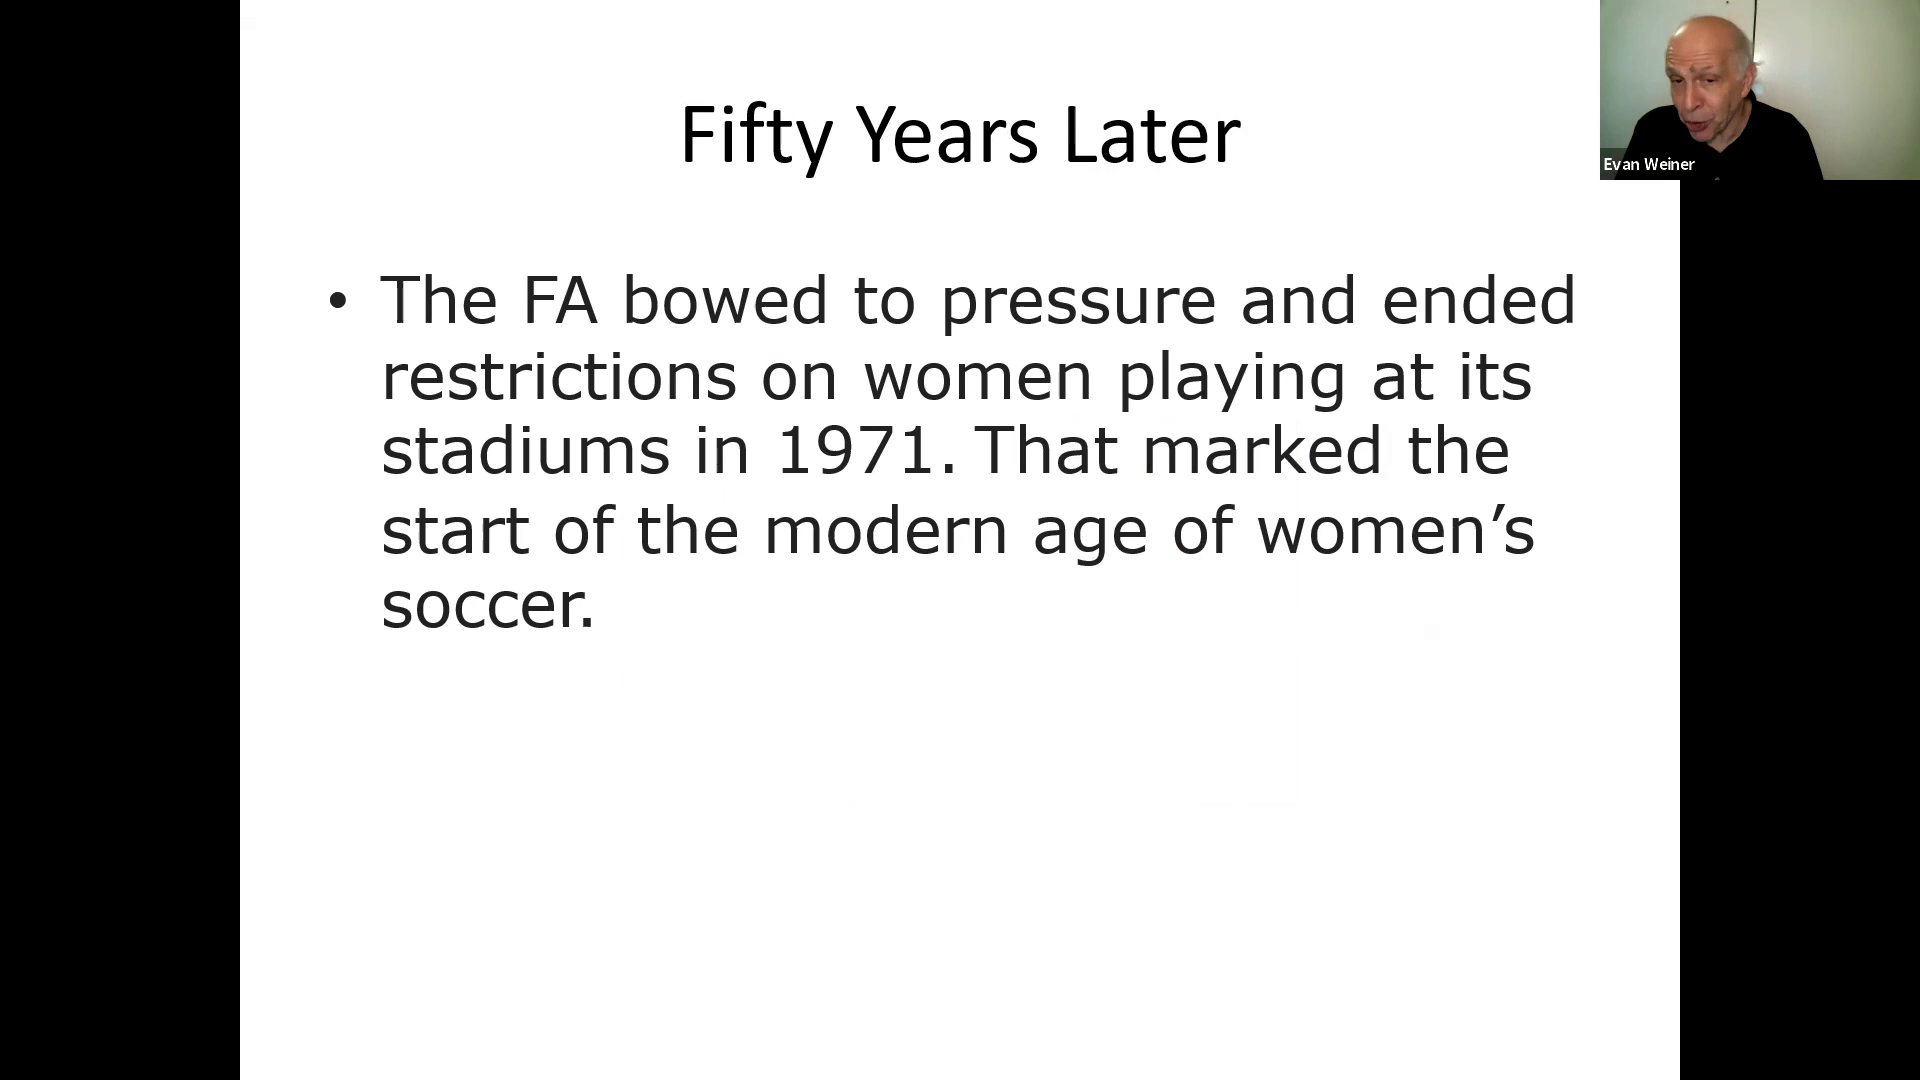 Fifty Years Later
Evan Weiner
• The FA bowed to pressure and ended
restrictions on women playing at its
stadiums in 1971. That marked the
start of the modern age of women’s
soccer.